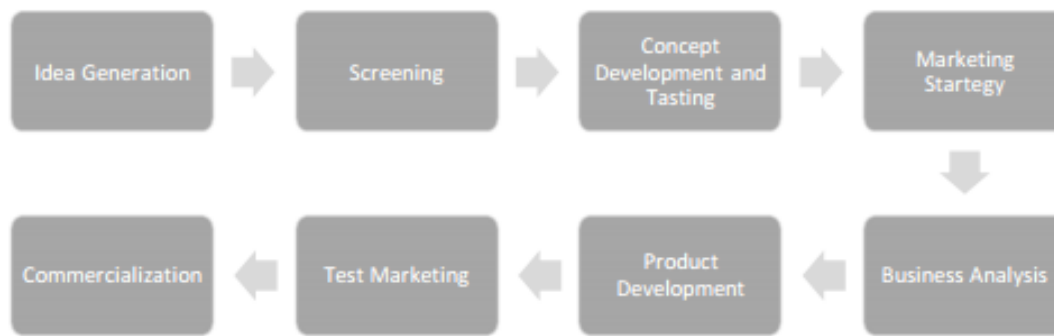 Idea Generation
Screening
Concept
Development and
Tasting
Marketing
Startegy
Business Analysis
Product
Development
Test Marketing
Commercialization